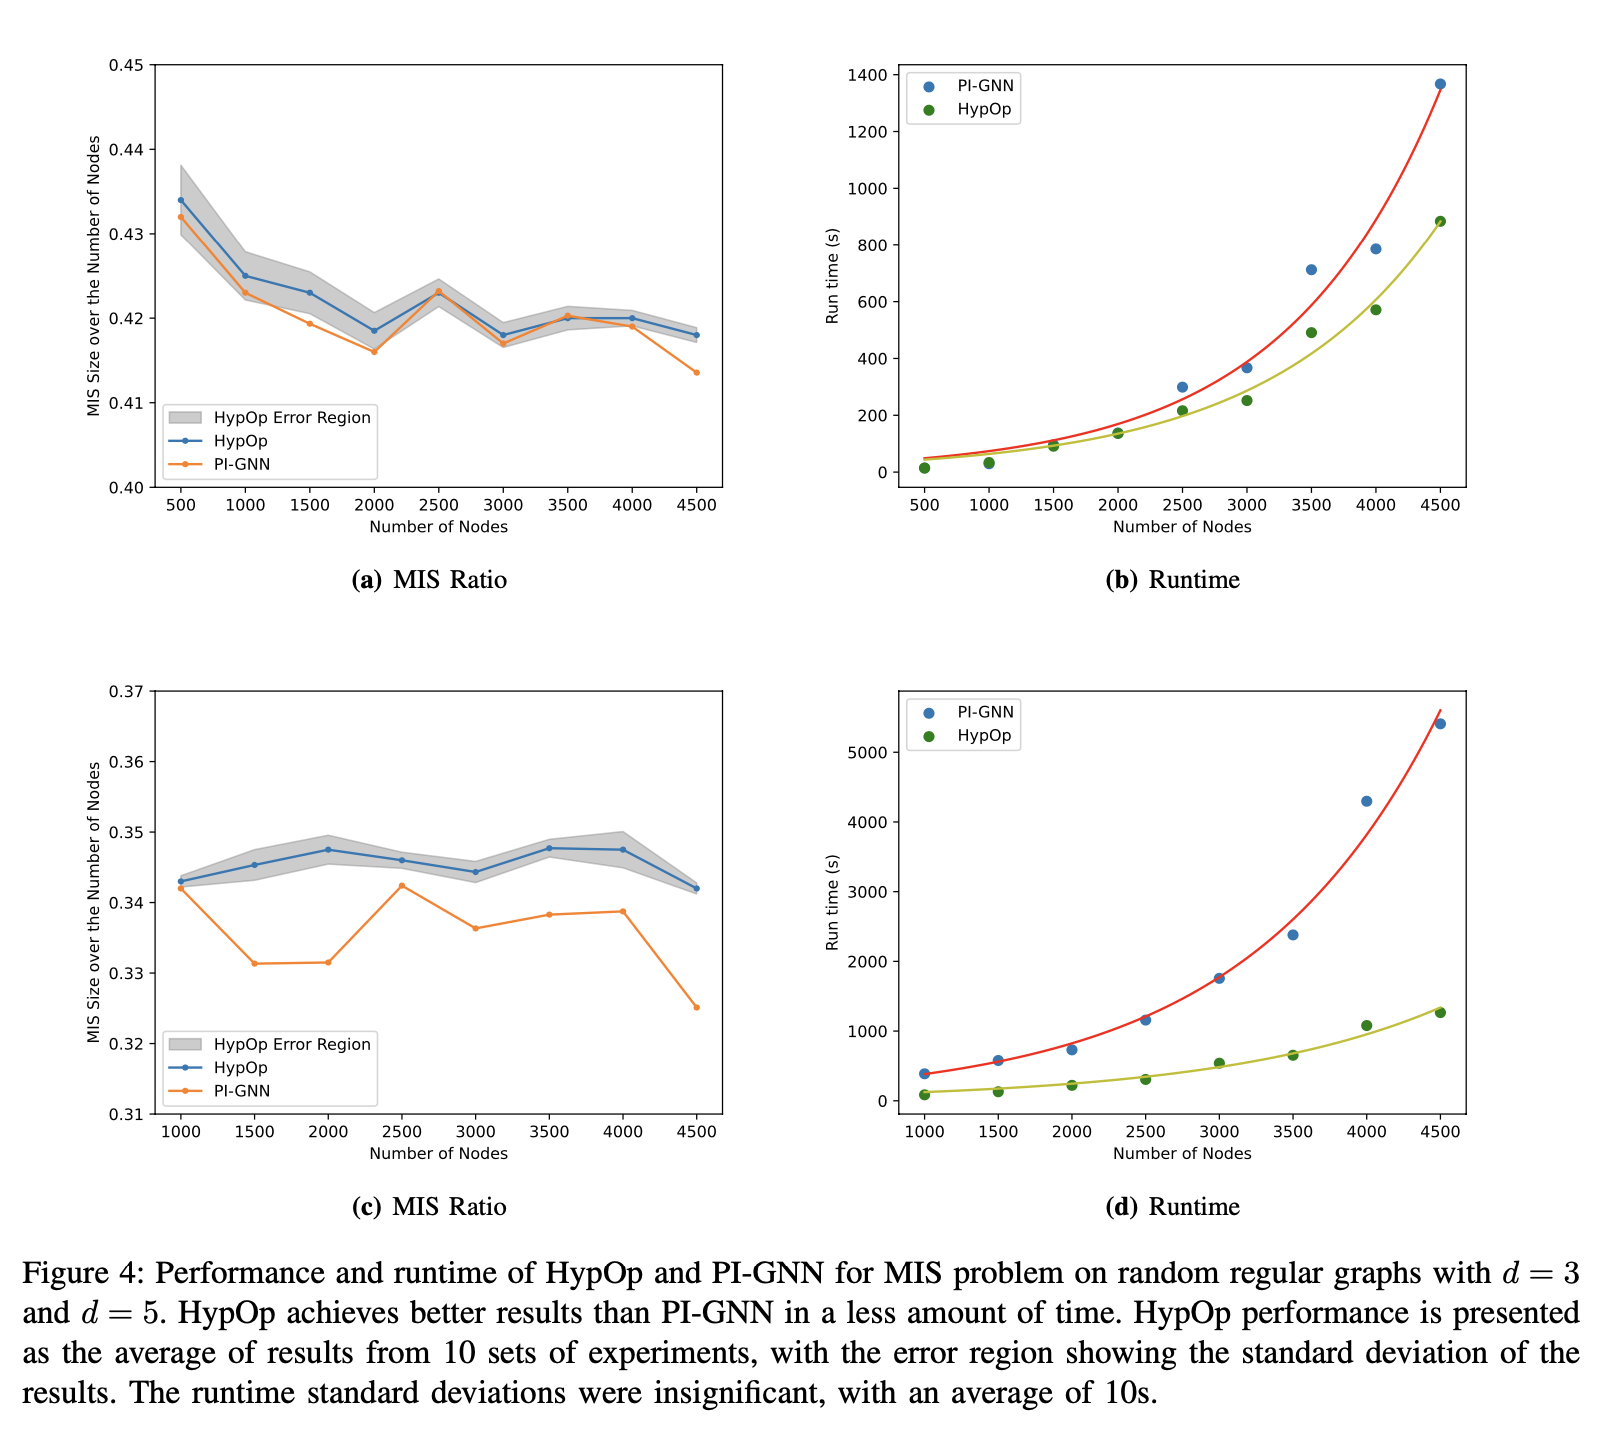 0.45
0.44
0.43
0.42
0.41
0.40
MIS Size over the Number of Nodes
HypOp Error Region
HypOp
PI-GNN
500 1000 1500 2000 2500 3000 3500 4000 4500
Number of Nodes
(a) MIS Ratio
1400
1200
1000
800
600
400
200
0
Run time (s)
PI-GNN
HypOp
500 1000 1500 2000 2500 3000 3500 4000 4500
Number of Nodes
(b) Runtime
0.37
0.36
0.35
0.34
0.33
0.32
0.31
MIS Size over the Number of Nodes
HypOp Error Region
HypOp
PI-GNN
1000 1500 2000 2500 3000 3500 4000 4500
Number of Nodes
(c) MIS Ratio
5000
4000
3000
2000
1000
0
Run time (s)
PI-GNN
HypOp
1000 1500 2000 2500 3000 3500 4000 4500
Number of Nodes
(d) Runtime
Figure 4: Performance and runtime of HypOp and PI-GNN for MIS problem on random regular graphs with d = 3
and d = 5. HypOp achieves better results than PI-GNN in a less amount of time. HypOp performance is presented
as the average of results from 10 sets of experiments, with the error region showing the standard deviation of the
results. The runtime standard deviations were insignificant, with an average of 10s.